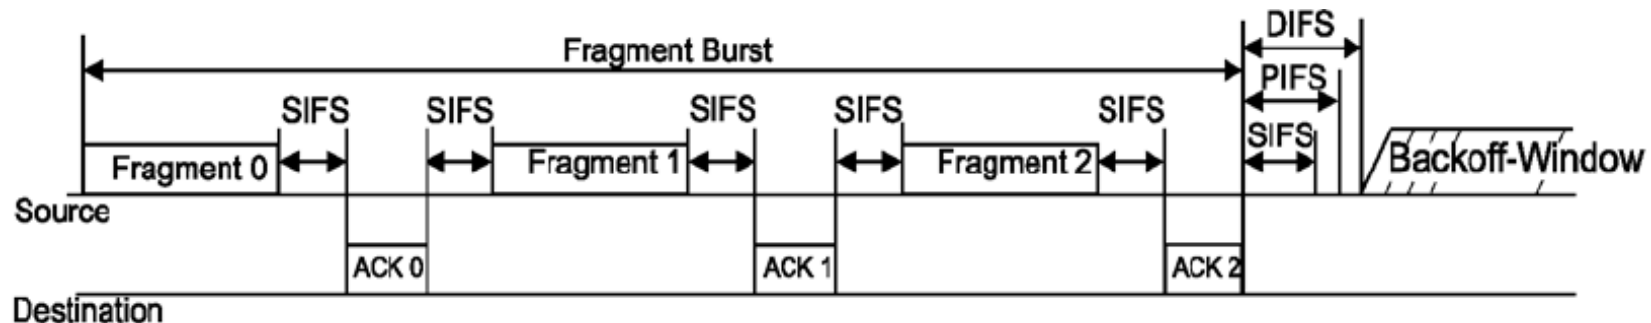 DIFS
Fragment Burst
PIFS
SIFS SIFS SIFS SIFS SIFS
SIFS
Fragment 0 Fragment 1 Fragment 2 Backoff-Window
Source
ACK 0 ACK 1 ACK 2
Destination